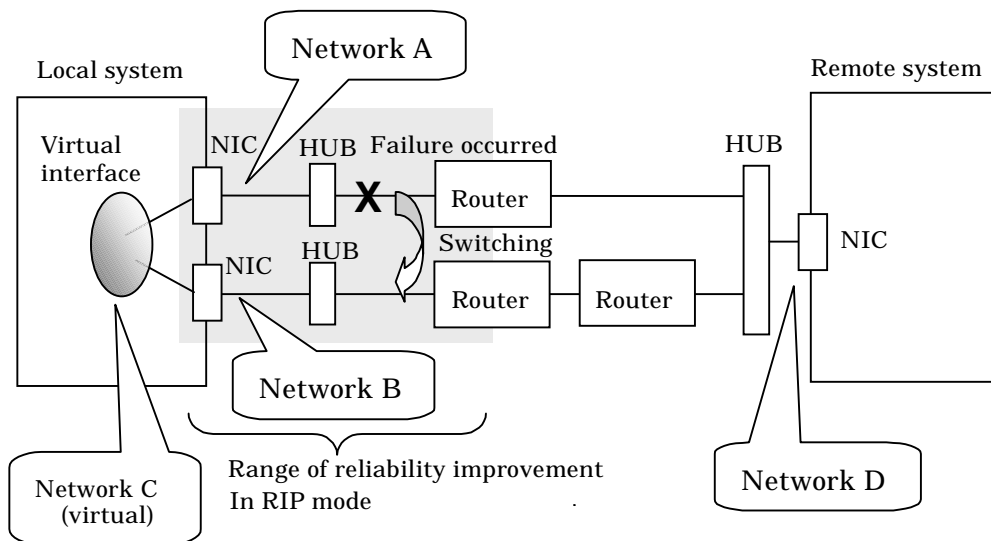 Network A
Local system
Remote system
Virtual
interface
NIC
HUB
Failure occurred
HUB
Router
Switching
NIC
HUB
NIC
Router
Router
Network B
Network C
(virtual)
Range of reliability improvement
In RIP mode
.
Network D
X